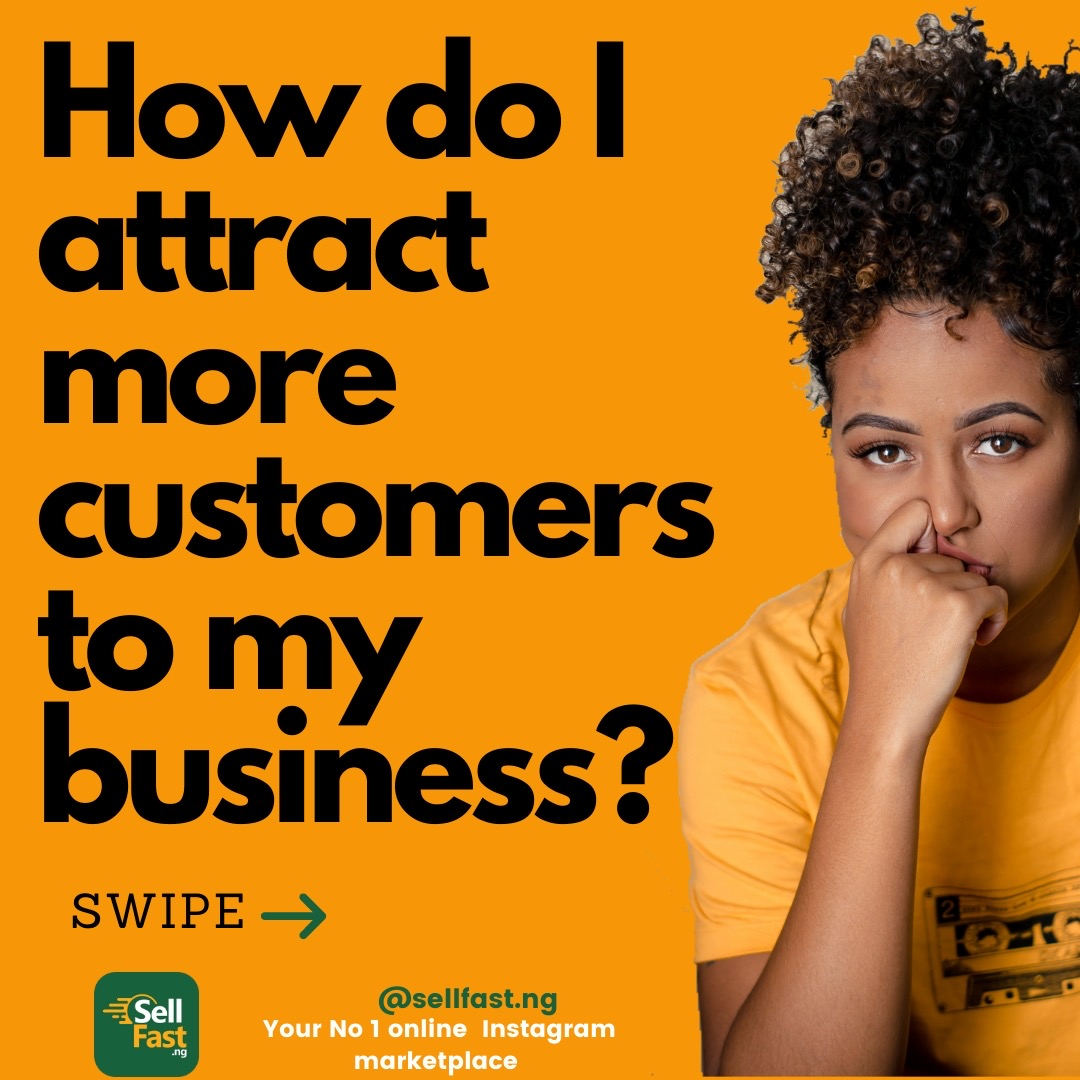 How do I
attract
more
customers
to my
business?
SWIPE
Sell
Fast
.ng
@sellfast.ng
Your No 1 online Instagram
marketplace
2